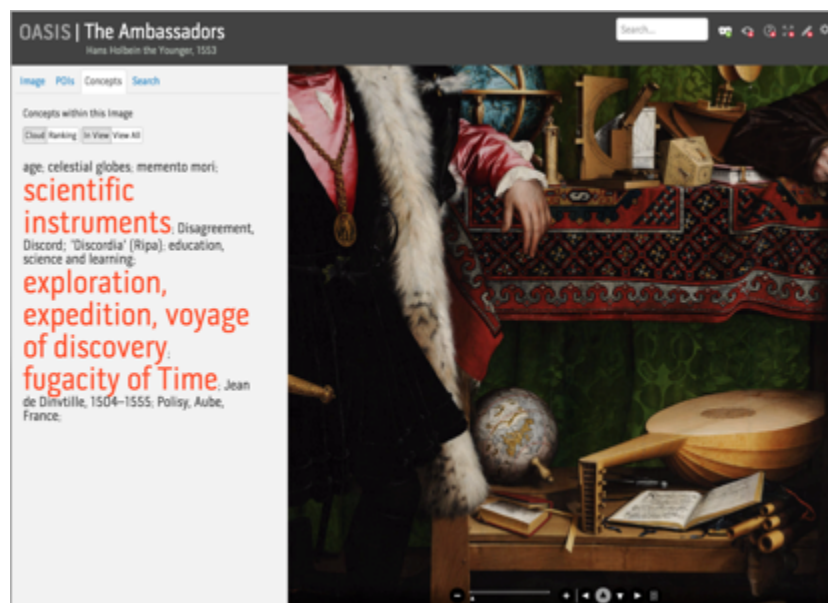 OASIS | The Ambassadors
Hans Holbein the Younger, 1553
Search...
Image POIs Concepts Search
Concepts within this Image
Cloud Ranking In View View All
age; celestial globes; memento mori;
scientific
instruments; Disagreement,
Discord; 'Discordia' (Ripa); education,
science and learning;
exploration,
expedition, voyage
of discovery;
fugacity of Time; Jean
de Dinvtille, 1504–1555; Polisy, Aube,
France;